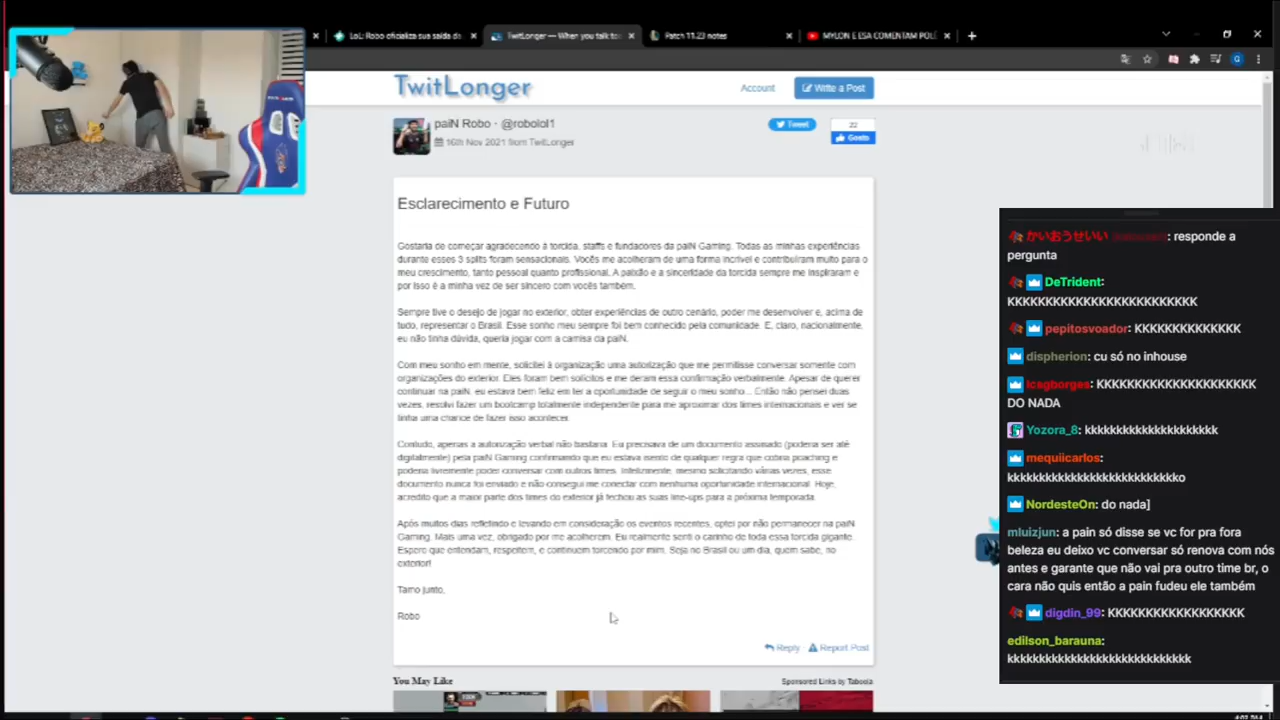 LoL: Robo oficializa sua saída da
TwitLonger — When you talk to
Patch 11.23 notes
MYLON E ESA COMENTAM POLÊ
TwitLonger
Account
Write a Post
paiN Robo · @robolol1
16th Nov 2021 from TwitLonger
Tweet
22
Gosto
Esclarecimento e Futuro
Gostaria de começar agradecendo à torcida, staffs e fundadores da paiN Gaming. Todas as minhas experiências
durante esses 3 splits foram sensacionais. Vocês me acolheram de uma forma incrível e contribuíram muito para o
meu crescimento, tanto pessoal quanto profissional. A paixão e a sinceridade da torcida sempre me inspiraram e
por isso é a minha vez de ser sincero com vocês também.
Sempre tive o desejo de jogar no exterior, obter experiências de outro cenário, poder me desenvolver e, acima de
tudo, representar o Brasil. Esse sonho meu sempre foi bem conhecido pela comunidade. E, claro, nacionalmente,
eu não tinha dúvida, queria jogar com a camisa da paiN.
Com meu sonho em mente, solicitei à organização uma autorização que me permitisse conversar somente com
organizações do exterior. Eles foram bem solícitos e me deram essa confirmação verbalmente. Apesar de querer
continuar na paiN, eu estava bem feliz em ter a oportunidade de seguir o meu sonho... Então não pensei duas
vezes, resolvi fazer um bootcamp totalmente independente para me aproximar dos times internacionais e ver se
tinha uma chance de fazer isso acontecer.
Contudo, apenas a autorização verbal não bastaria. Eu precisava de um documento assinado (poderia ser até
digitalmente) pela paiN Gaming confirmando que eu estava isento de qualquer regra que cobria poaching e
poderia livremente poder conversar com outros times. Infelizmente, mesmo solicitando várias vezes, esse
documento nunca foi enviado e não consegui me conectar com nenhuma oportunidade internacional. Hoje,
acredito que a maior parte dos times do exterior já fechou as suas line-ups para a próxima temporada.
Após muitos dias refletindo e levando em consideração os eventos recentes, optei por não permanecer na paiN
Gaming. Mais uma vez, obrigado por me acolherem. Eu realmente senti o carinho de toda essa torcida gigante.
Espero que entendam, respeitem, e continuem torcendo por mim. Seja no Brasil ou um dia, quem sabe, no
exterior!
Tamo junto,
Robo
Reply
Report Post
You May Like
Sponsored Links by Taboola
かいおうせいい : responde a
pergunta
DeTrident:
KKKKKKKKKKKKKKKKKKKKKKKKK
pepitosvoador: KKKKKKKKKKKKKK
dispherion: cu só no inhouse
Icagborges: KKKKKKKKKKKKKKKKKKKKK
DO NADA
Yozora_8: kkkkkkkkkkkkkkkkkkkk
mequiicarlos:
kkkkkkkkkkkkkkkkkkkkkkkkkko
NordesteOn: do nada]
mluizjun: a pain só disse se vc for pra fora
beleza eu deixo vc conversar só renova com nós
antes e garante que não vai pra outro time br, o
cara não quis então a pain fudeu ele também
digdin_99: KKKKKKKKKKKKKKKKKK
edilson_barauna:
kkkkkkkkkkkkkkkkkkkkkkkkkkkk